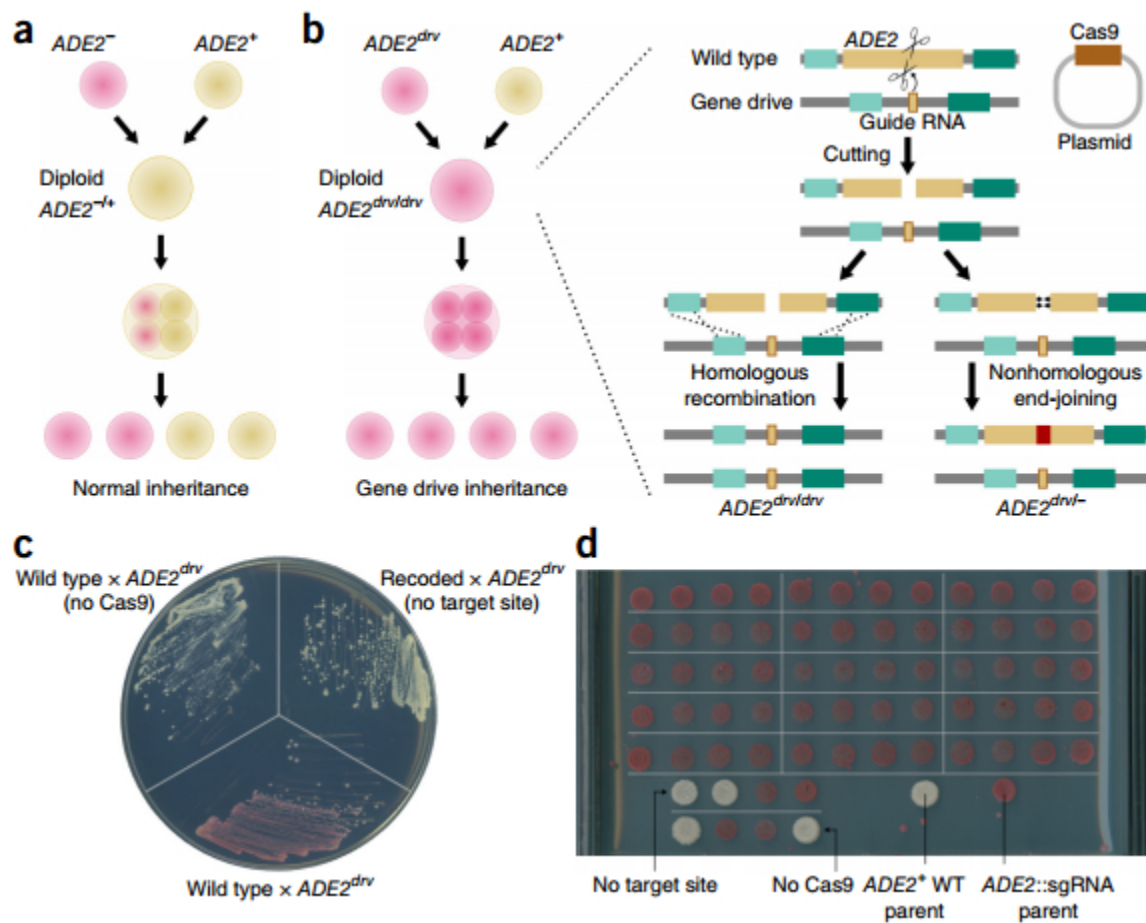 a
ADE2⁻
ADE2⁺
Diploid
ADE2⁻/⁺
Normal inheritance
b
ADE2ᵈʳᵛ
ADE2⁺
Diploid
ADE2ᵈʳᵛ/ᵈʳᵛ
Gene drive inheritance
ADE2
Wild type
Gene drive
Guide RNA
Cas9
Plasmid
Cutting
Homologous
recombination
Nonhomologous
end-joining
ADE2ᵈʳᵛ/ᵈʳᵛ
ADE2ᵈʳᵛ/⁻
c
Wild type × ADE2ᵈʳᵛ
(no Cas9)
Recoded × ADE2ᵈʳᵛ
(no target site)
Wild type × ADE2ᵈʳᵛ
d
No target site
No Cas9
ADE2⁺ WT
parent
ADE2::sgRNA
parent